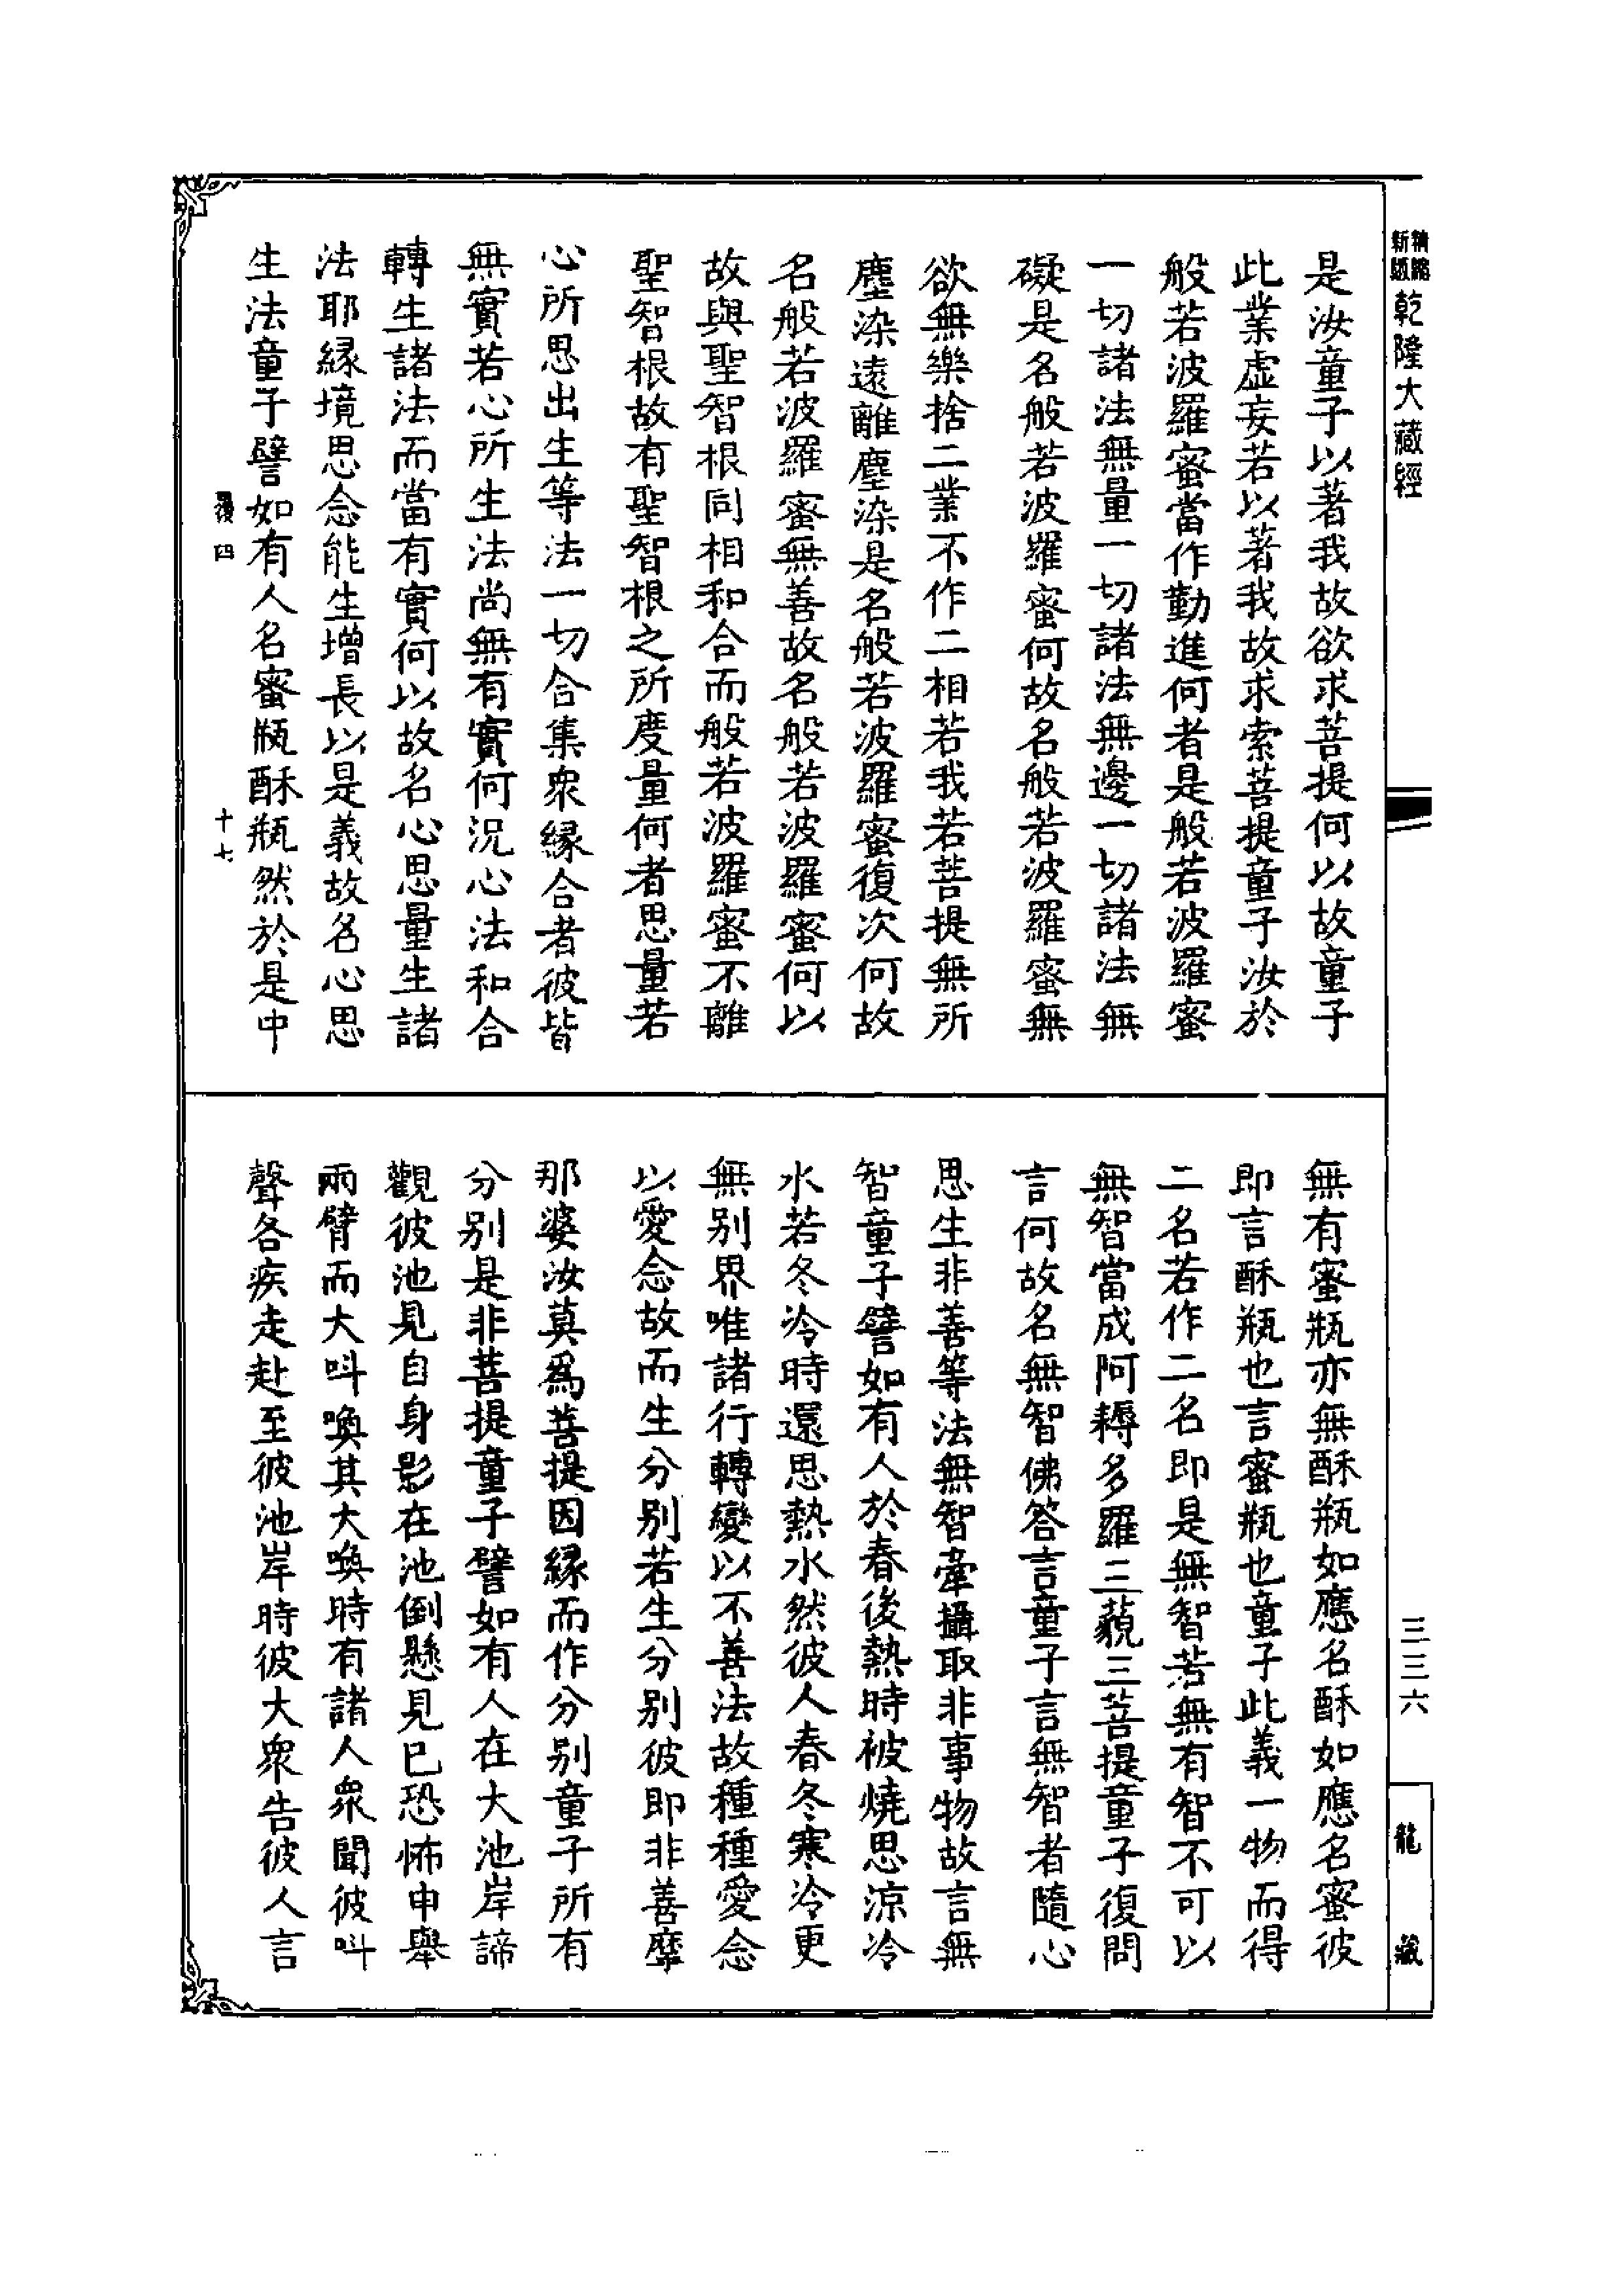 新縮
乾隆大藏經
是汝童子以著我故欲求菩提何以故童子
此業虛妄若以著我故求索菩提童子汝於
般若波羅蜜當作勤進何者是般若波羅蜜
一切諸法無量一切諸法無邊一切諸法無
礙是名般若波羅蜜何故名般若波羅蜜無
欲無樂捨二業不作二相若我若菩提無所
塵染遠離塵染是名般若波羅蜜復次何故
名般若波羅蜜無善故名般若波羅蜜何以
故與聖智根同相和合而般若波羅蜜不離
聖智根故有聖智根之所度量何者思量若
心所思出生等法一切合集衆緣合者彼皆
無實若心所生法尚無有實何況心法和合
轉生諸法而當有實何以故名心思量生諸
法耶緣境思念能生增長以是義故名心思
生法童子譬如有人名蜜瓶酥瓶然於是中
四
十七
無有蜜瓶亦無酥瓶如應名酥如應名蜜彼
即言酥瓶也言蜜瓶也童子此義一物而得
二名若作二名即是無智若無有智不可以
無智當成阿耨多羅三藐三菩提童子復問
言何故名無智佛答言童子言無智者隨心
思生非善等法無智牽攝取非事物故言無
智童子譬如有人於春後熱時被燒思涼冷
水若冬冷時還思熱水然彼人春冬寒冷更
無別界唯諸行轉變以不善法故種種愛念
以愛念故而生分別若生分別彼即非善摩
那婆汝莫爲菩提因緣而作分別童子所有
分別是非菩提童子譬如有人在大池岸諦
觀彼池見自身影在池倒懸見已恐怖申舉
兩臂而大叫喚其大喚時有諸人衆聞彼叫
聲各疾走赴至彼池岸時彼大衆告彼人言
三三六
龍藏